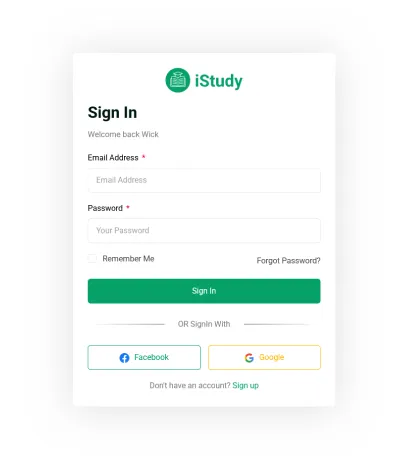 iStudy
Sign In
Welcome back Wick
Email Address *
Email Address
Password *
Your Password
Remember Me Forgot Password?
Sign In
OR SignIn With
Facebook Google
Don't have an account? Sign up